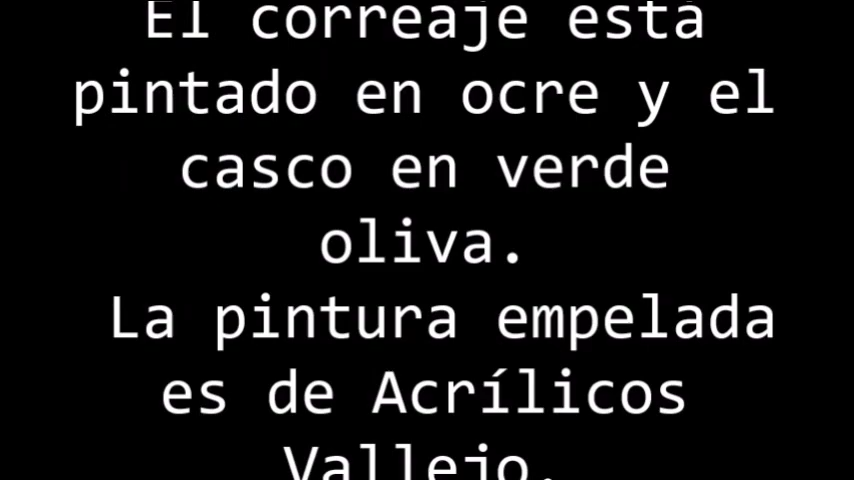 El correaje está
pintado en ocre y el
casco en verde
oliva.
La pintura empelada
es de Acrílicos
Vallejo.